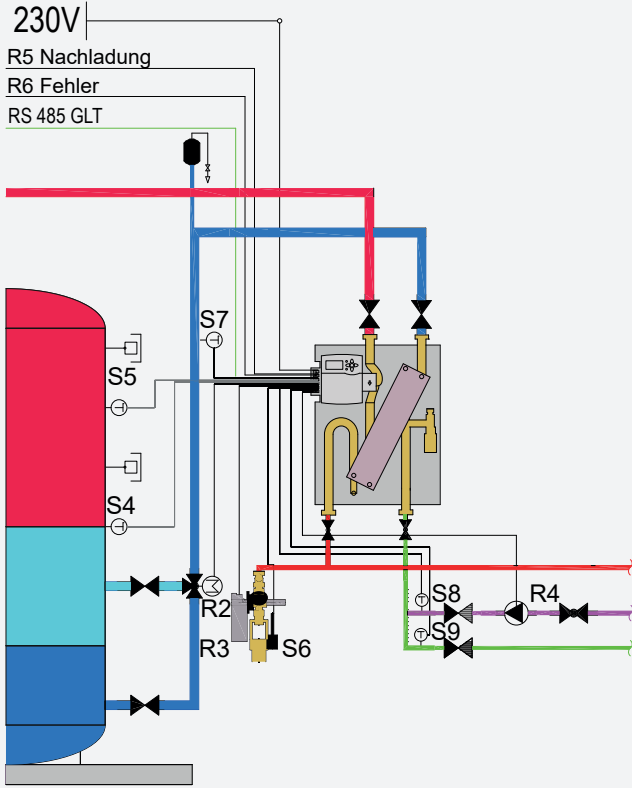 230V
R5 Nachladung
R6 Fehler
RS 485 GLT
S7
S5
S4
R2
S8
R4
S9
R3
S6
T
T
T
M
T
T